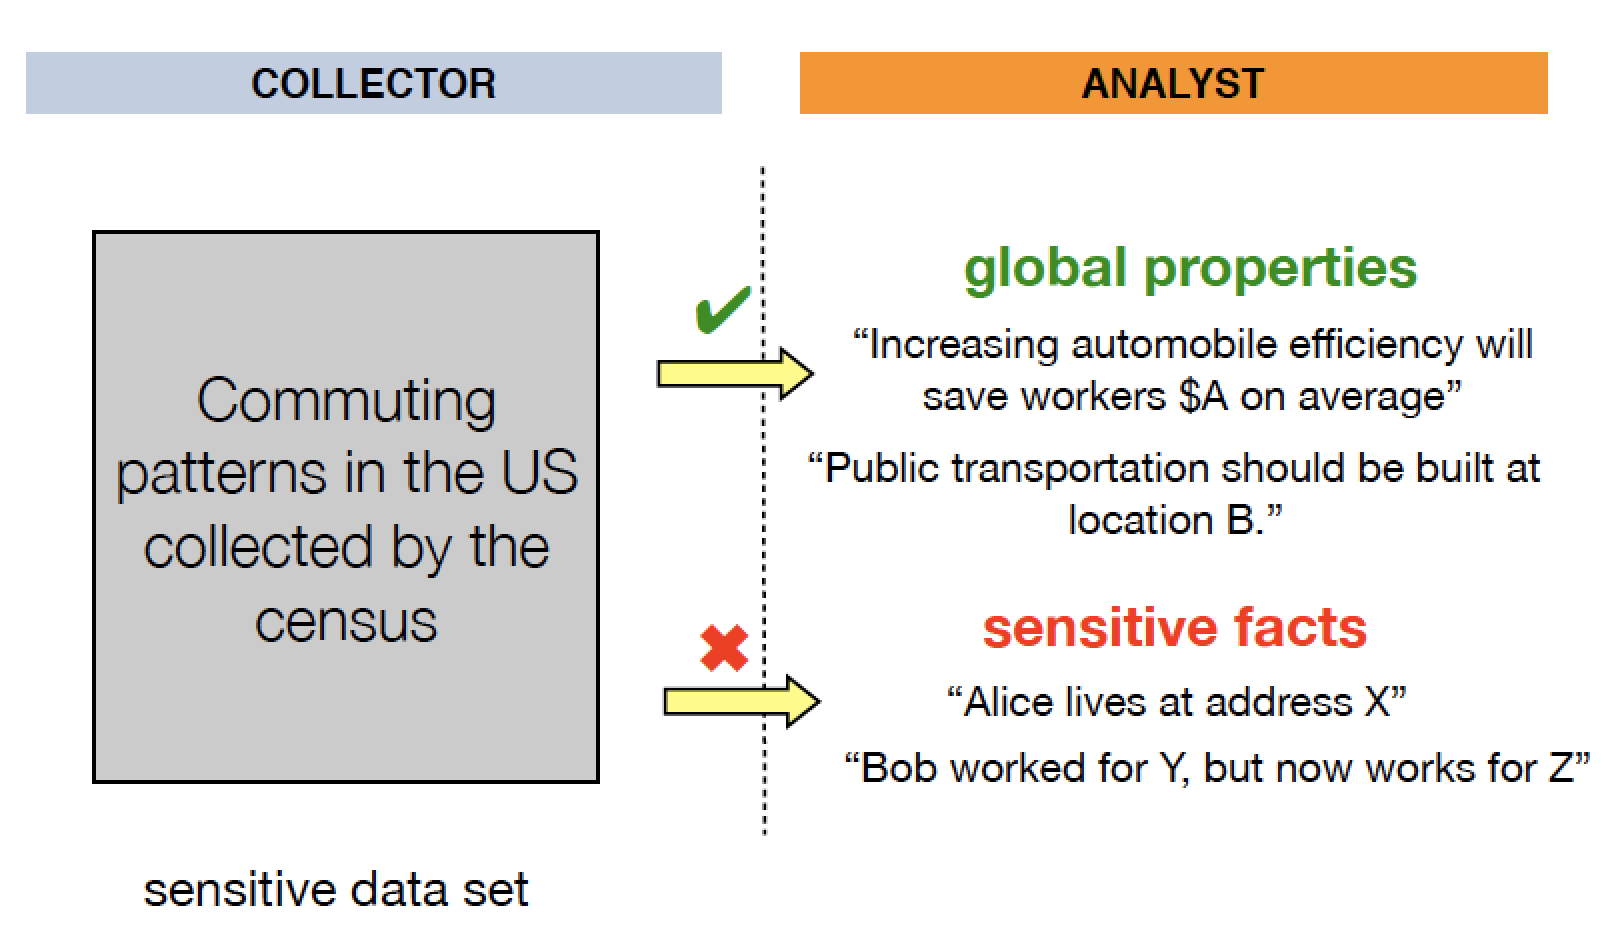 COLLECTOR
ANALYST
Commuting
patterns in the US
collected by the
census
sensitive data set
global properties
“Increasing automobile efficiency will
save workers $A on average”
“Public transportation should be built at
location B.”
sensitive facts
“Alice lives at address X”
“Bob worked for Y, but now works for Z”